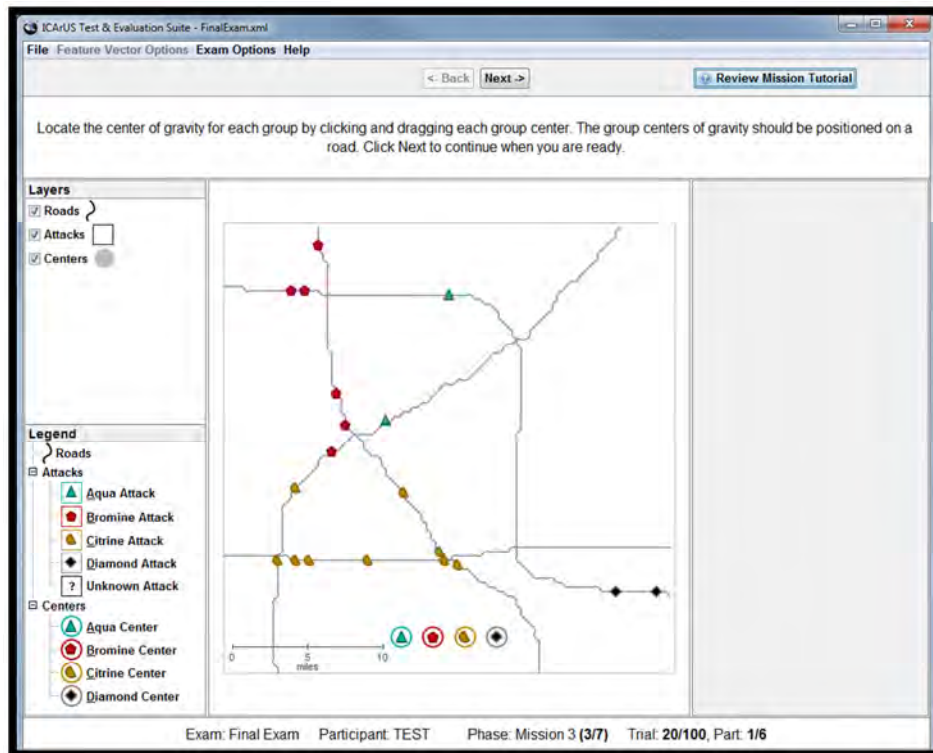 ICArUS Test & Evaluation Suite - FinalExam.xml
File Feature Vector Options Exam Options Help
<- Back Next -> Review Mission Tutorial
Locate the center of gravity for each group by clicking and dragging each group center. The group centers of gravity should be positioned on a
road. Click Next to continue when you are ready.
Layers
Roads
Attacks
Centers
Legend
Roads
Attacks
Aqua Attack
Bromine Attack
Citrine Attack
Diamond Attack
? Unknown Attack
Centers
Aqua Center
Bromine Center
Citrine Center
Diamond Center
0 5 10
miles
Exam: Final Exam Participant: TEST Phase: Mission 3 (3/7) Trial: 20/100, Part: 1/6